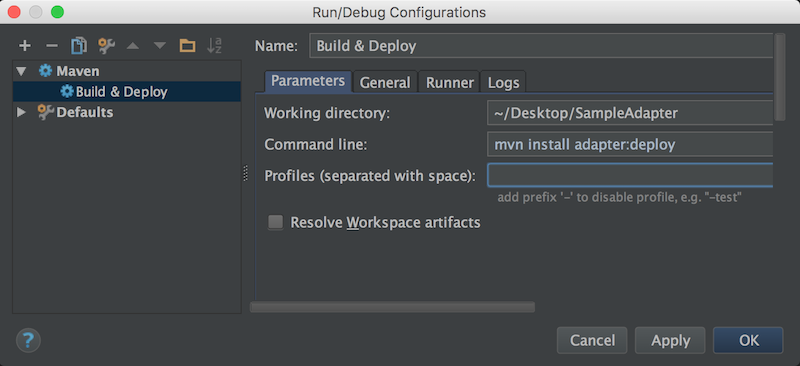 Run/Debug Configurations
Name: Build & Deploy
Maven
Build & Deploy
Defaults
Parameters General Runner Logs
Working directory: ~/Desktop/SampleAdapter
Command line: mvn install adapter:deploy
Profiles (separated with space):
add prefix '-' to disable profile, e.g. "-test"
Resolve Workspace artifacts
? Cancel Apply OK